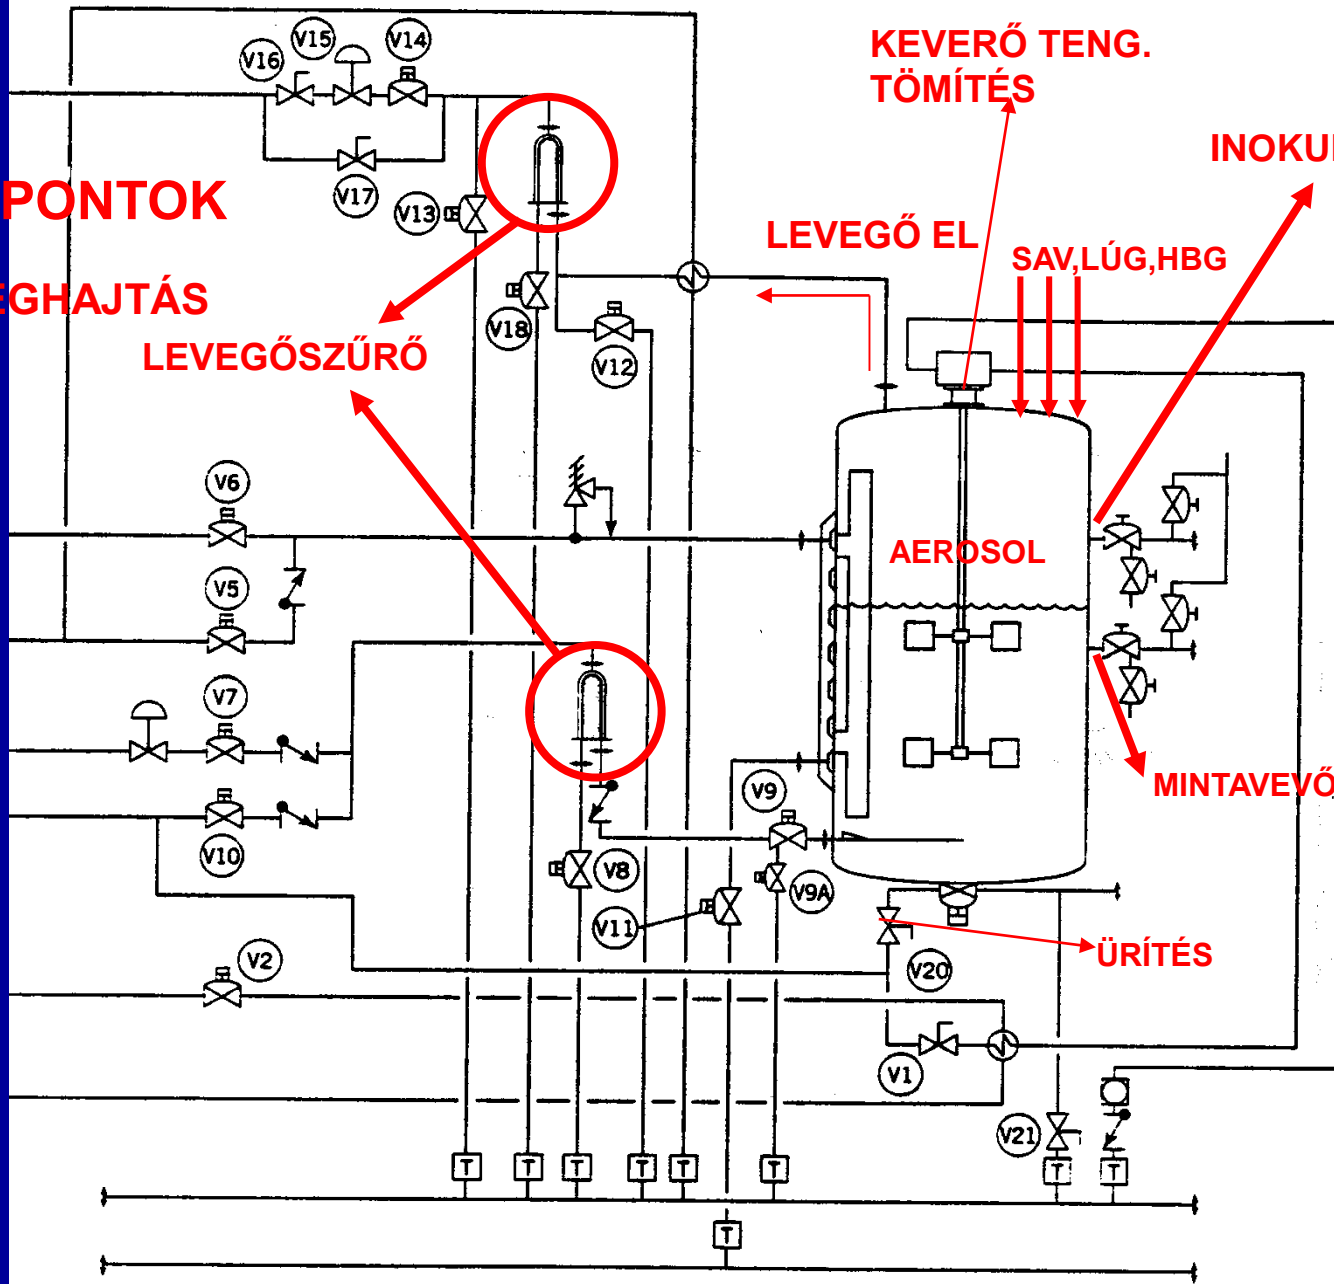 KEVERŐ TENG.
TÖMÍTÉS
V15
V14
V16
INOKUL
V17
PONTOK
V13
LEVEGŐ EL
SAV,LÚG,HBG
GHAJTÁS
V18
LEVEGŐSZŰRŐ
V12
V6
AEROSOL
V5
V7
MINTAVEVŐ
V9
V10
V8
V9A
V11
ÜRÍTÉS
V2
V20
V1
V21
T T T T T T T T
T